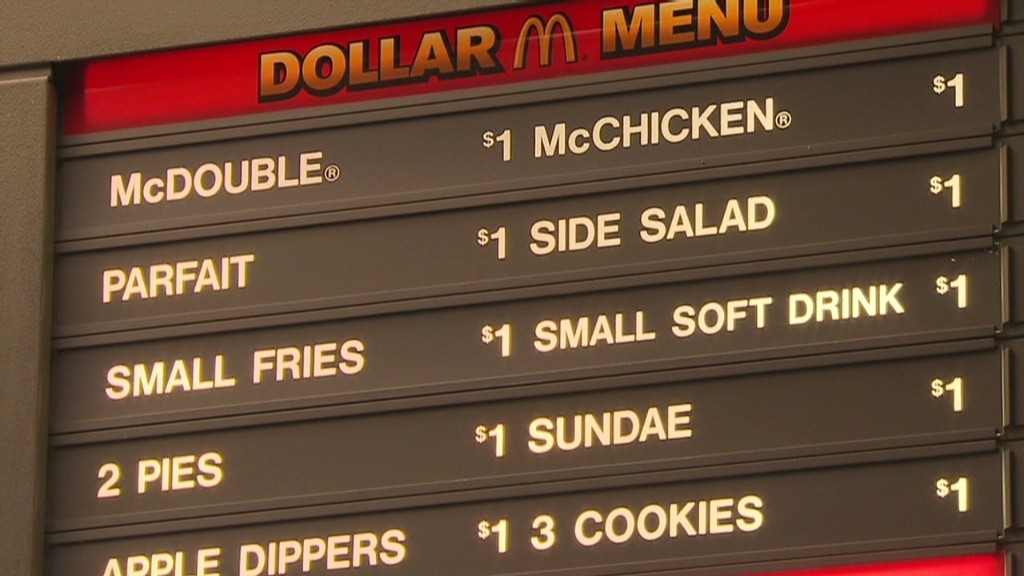 DOLLAR M MENU
McDOUBLE® $1 McCHICKEN® $1
PARFAIT $1 SIDE SALAD $1
SMALL FRIES $1 SMALL SOFT DRINK $1
2 PIES $1 SUNDAE $1
APPLE DIPPERS $1 3 COOKIES $1